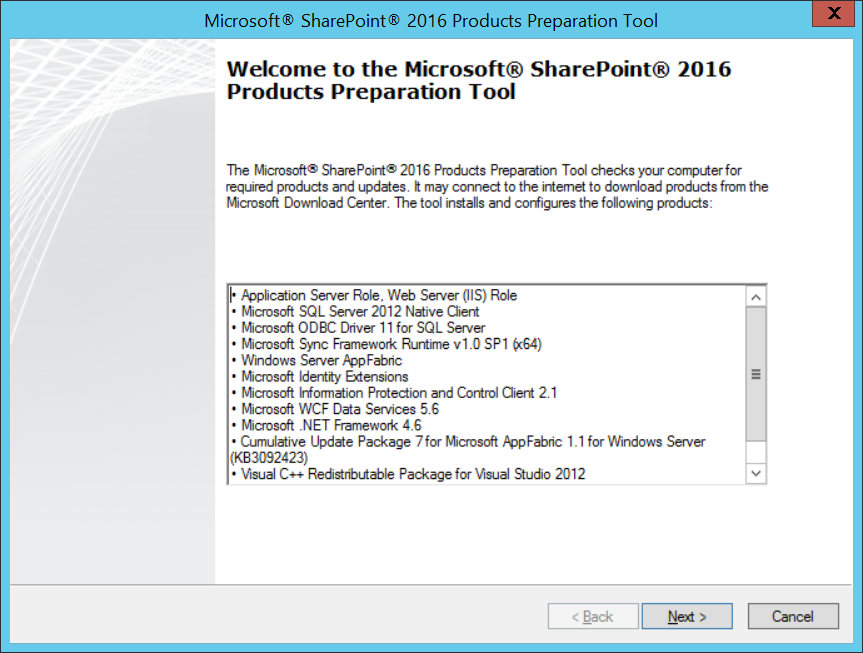 Microsoft® SharePoint® 2016 Products Preparation Tool
Welcome to the Microsoft® SharePoint® 2016
Products Preparation Tool
The Microsoft® SharePoint® 2016 Products Preparation Tool checks your computer for
required products and updates. It may connect to the internet to download products from the
Microsoft Download Center. The tool installs and configures the following products:
• Application Server Role, Web Server (IIS) Role
• Microsoft SQL Server 2012 Native Client
• Microsoft ODBC Driver 11 for SQL Server
• Microsoft Sync Framework Runtime v1.0 SP1 (x64)
• Windows Server AppFabric
• Microsoft Identity Extensions
• Microsoft Information Protection and Control Client 2.1
• Microsoft WCF Data Services 5.6
• Microsoft .NET Framework 4.6
• Cumulative Update Package 7 for Microsoft AppFabric 1.1 for Windows Server
(KB3092423)
• Visual C++ Redistributable Package for Visual Studio 2012
< Back Next > Cancel